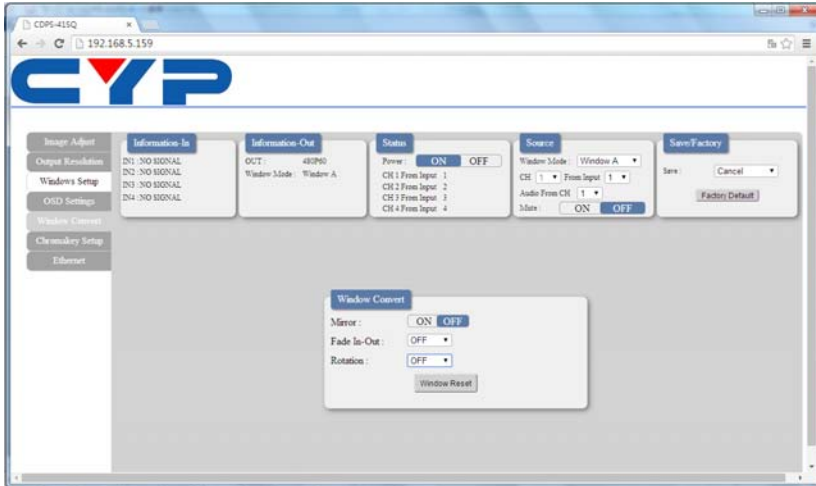 CDPS-41SQ
192.168.5.159
CYP
Image Adjust
Output Resolution
Windows Setup
OSD Settings
Window Convert
Chromakey Setup
Ethernet
Information-In
IN1 : NO SIGNAL
IN2 : NO SIGNAL
IN3 : NO SIGNAL
IN4 : NO SIGNAL
Information-Out
OUT : 480P60
Window Mode : Window A
Status
Power : ON OFF
CH 1 From Input 1
CH 2 From Input 2
CH 3 From Input 3
CH 4 From Input 4
Source
Window Mode : Window A
CH 1 From Input 1
Audio From CH 1
Mute : ON OFF
Save/Factory
Save : Cancel
Factory Default
Window Convert
Mirror : ON OFF
Fade In-Out : OFF
Rotation : OFF
Window Reset